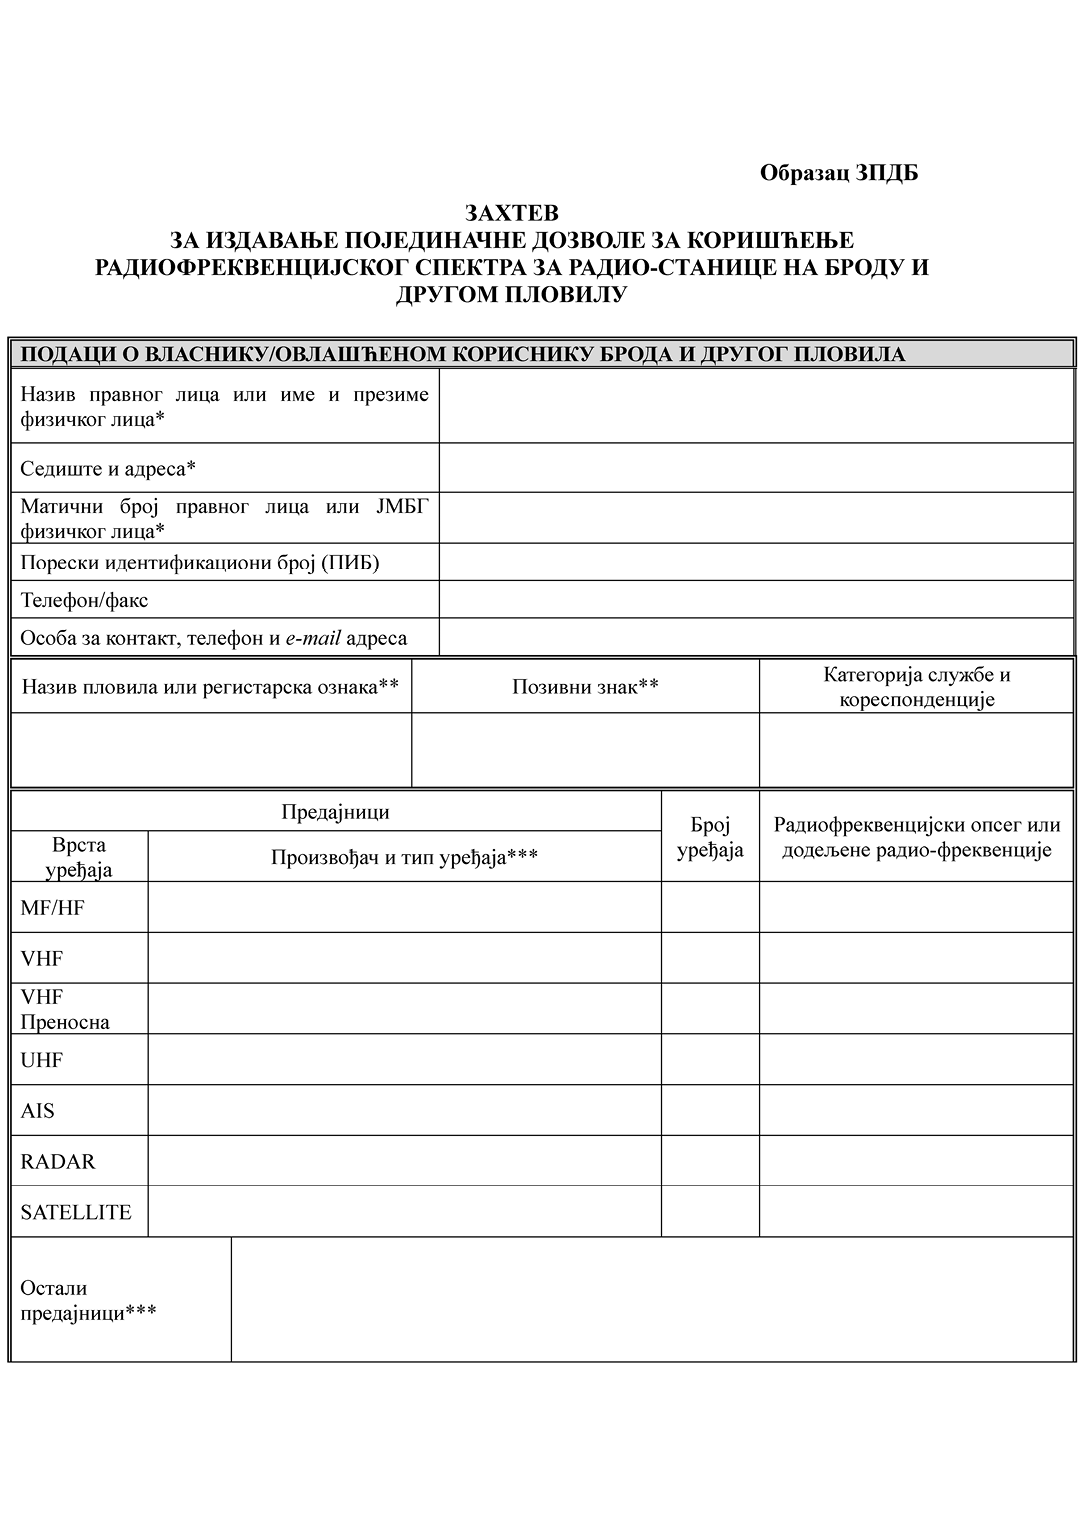 Образац ЗПДБ
ЗАХТЕВ
ЗА ИЗДАВАЊЕ ПОЈЕДИНАЧНЕ ДОЗВОЛЕ ЗА КОРИШЋЕЊЕ
РАДИОФРЕКВЕНЦИЈСКОГ СПЕКТРА ЗА РАДИО-СТАНИЦЕ НА БРОДУ И
ДРУГОМ ПЛОВИЛУ
ПОДАЦИ О ВЛАСНИКУ/ОВЛАШЋЕНОМ КОРИСНИКУ БРОДА И ДРУГОГ ПЛОВИЛА
Назив правног лица или име и презиме
физичког лица*
Седиште и адреса*
Матични број правног лица или ЈМБГ
физичког лица*
Порески идентификациони број (ПИБ)
Телефон/факс
Особа за контакт, телефон и e-mail адреса
Назив пловила или регистарска ознака**
Позивни знак**
Категорија службе и
кореспонденције
Предајници
Број
уређаја
Радиофреквенцијски опсег или
додељене радио-фреквенције
Врста
уређаја
Произвођач и тип уређаја***
MF/HF
VHF
VHF
Преносна
UHF
AIS
RADAR
SATELLITE
Остали
предајници***